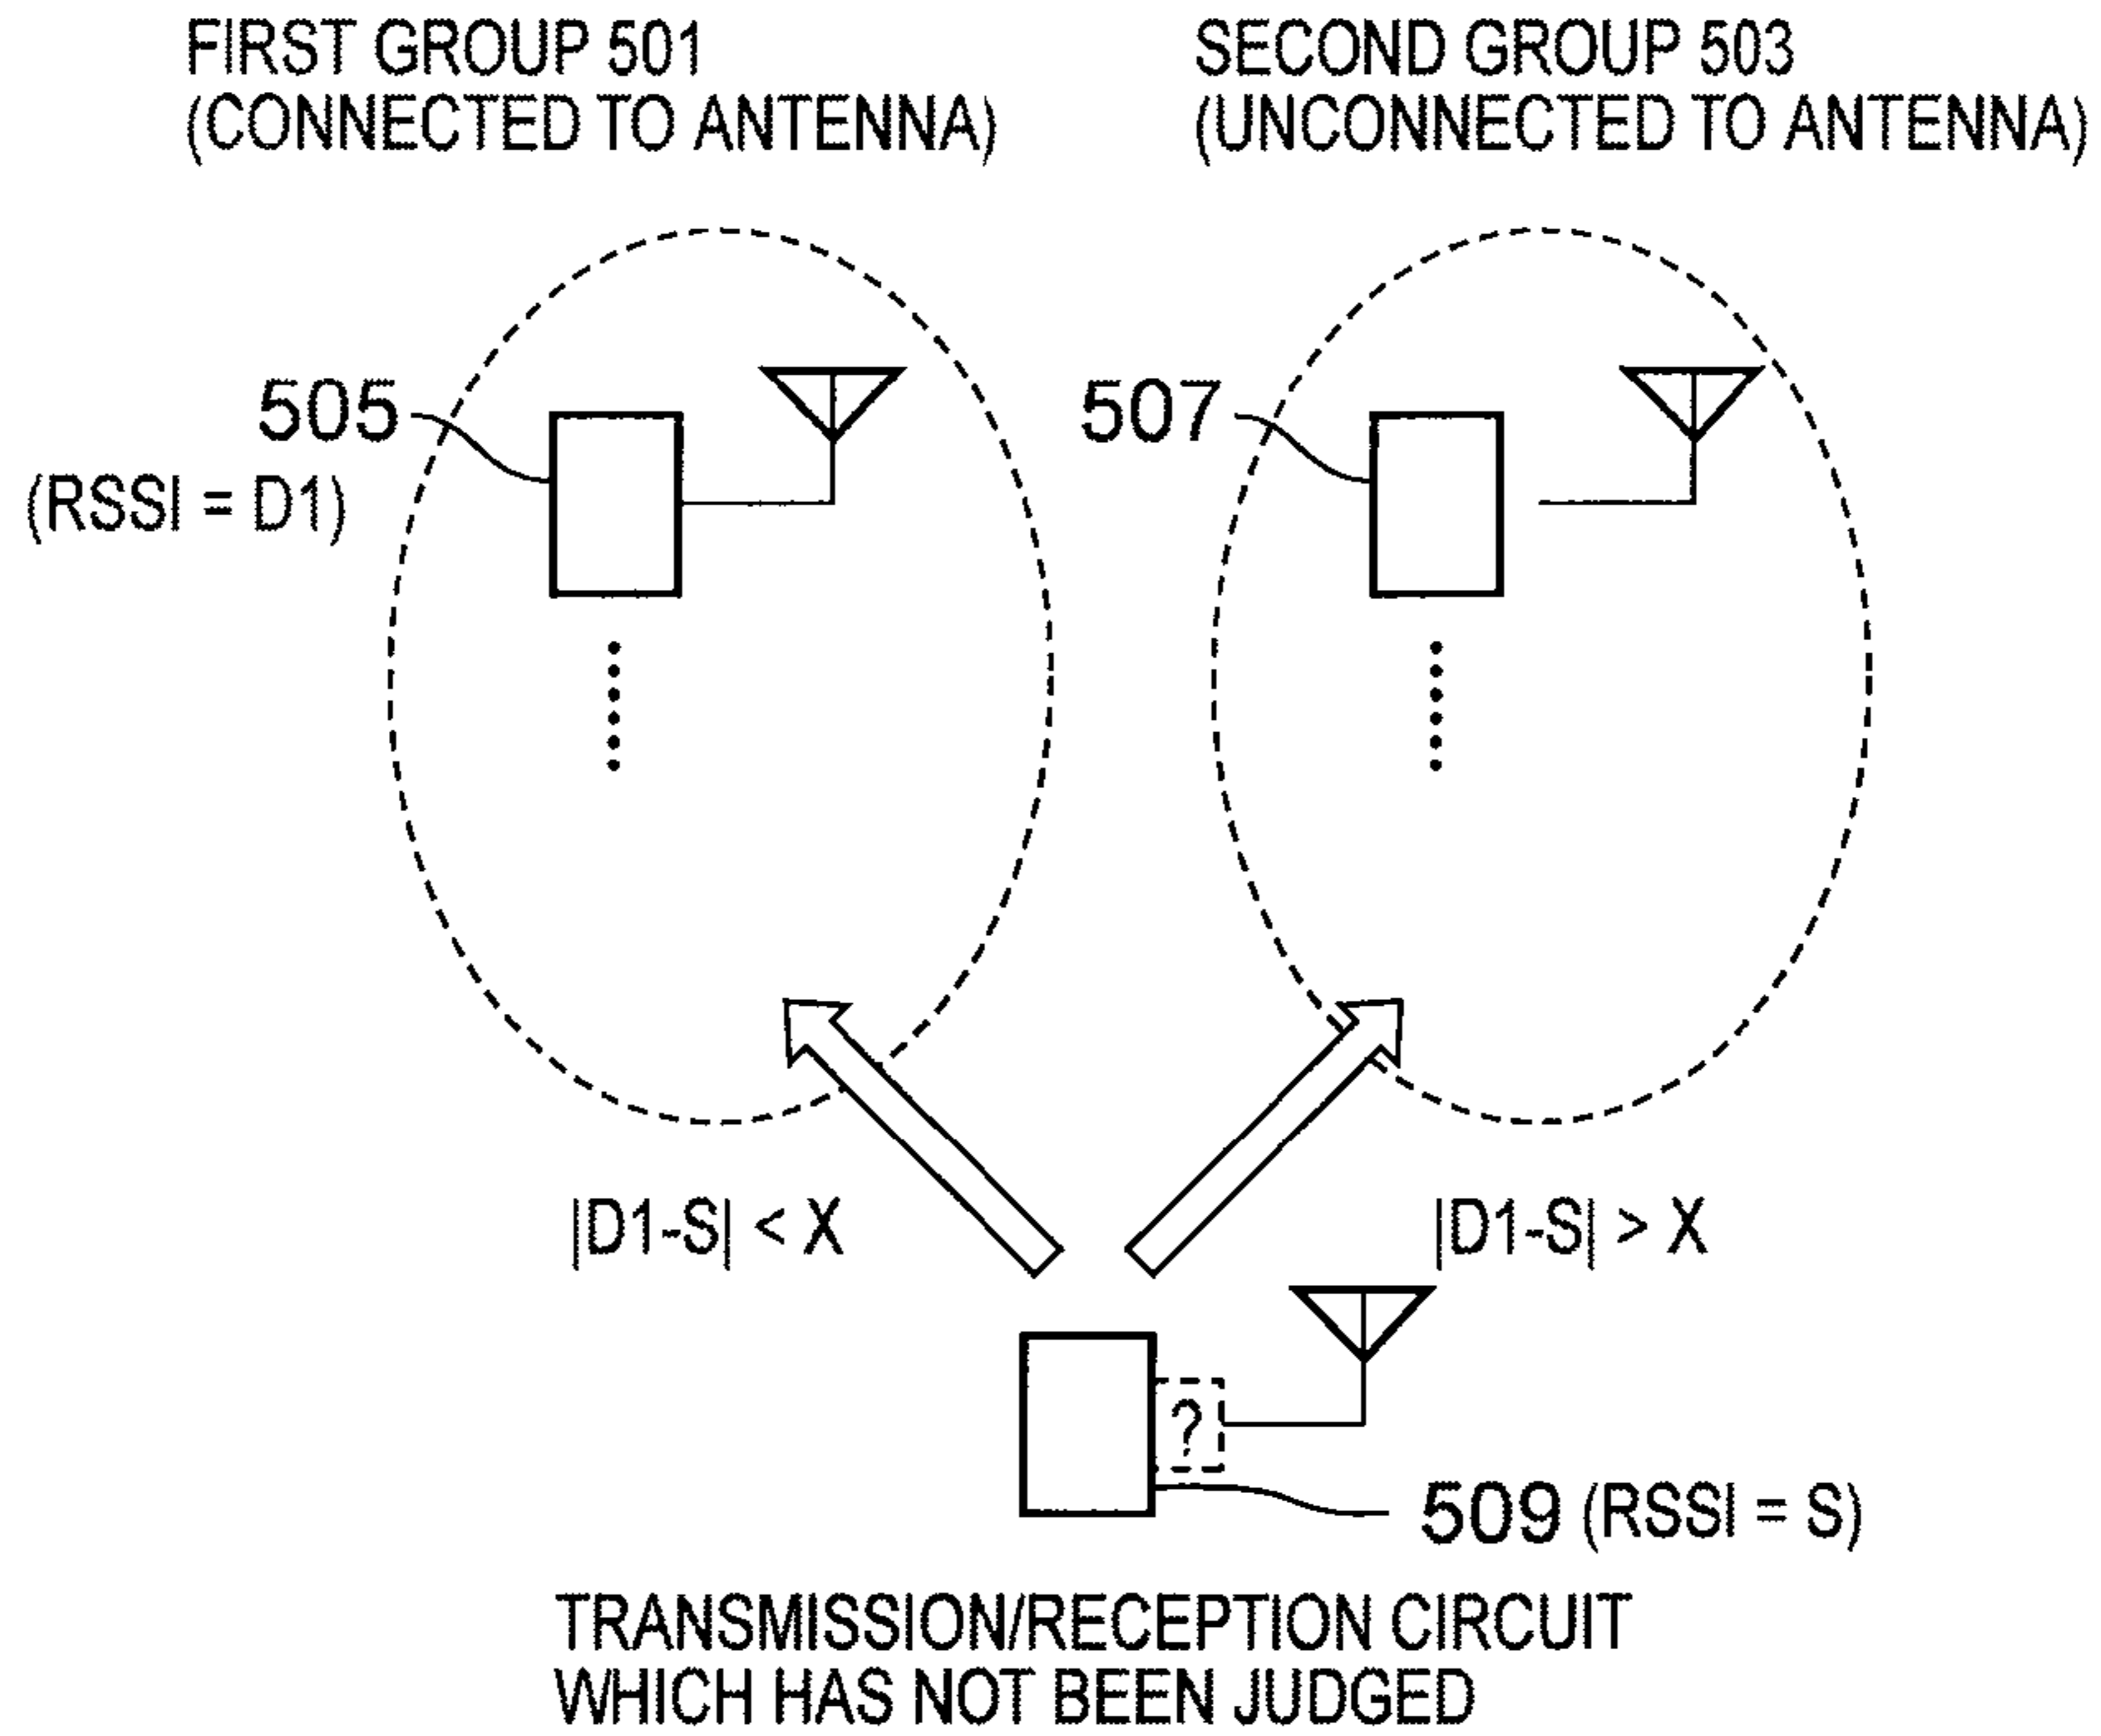 FIRST GROUP 501
(CONNECTED TO ANTENNA)
SECOND GROUP 503
(UNCONNECTED TO ANTENNA)
505
(RSSI = D1)
507
|D1-S| < X
|D1-S| > X
?
509 (RSSI = S)
TRANSMISSION/RECEPTION CIRCUIT
WHICH HAS NOT BEEN JUDGED